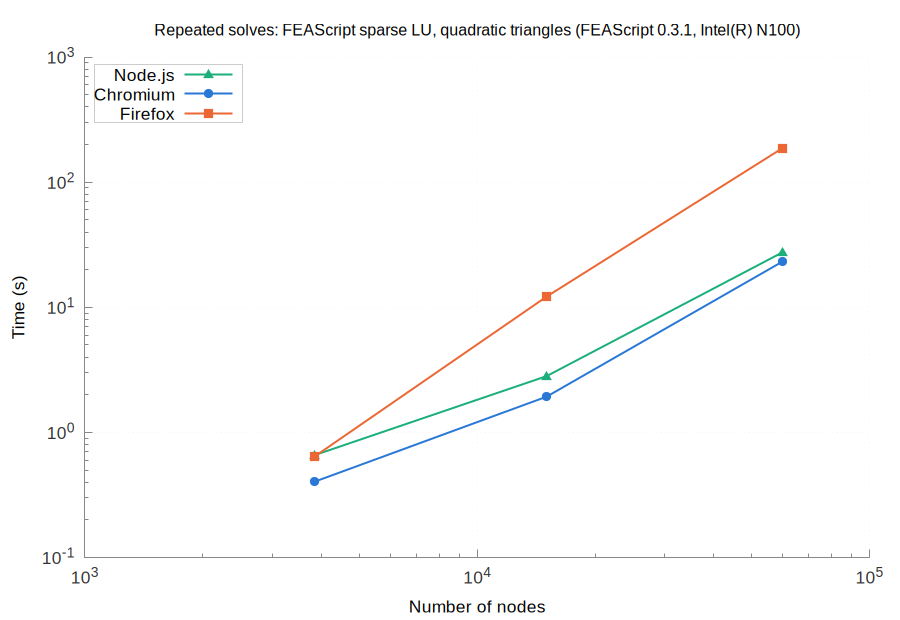 Repeated solves: FEAScript sparse LU, quadratic triangles (FEAScript 0.3.1, Intel(R) N100)
Node.js
Chromium
Firefox
10³
10²
10¹
10⁰
10⁻¹
Time (s)
10³ 10⁴ 10⁵
Number of nodes